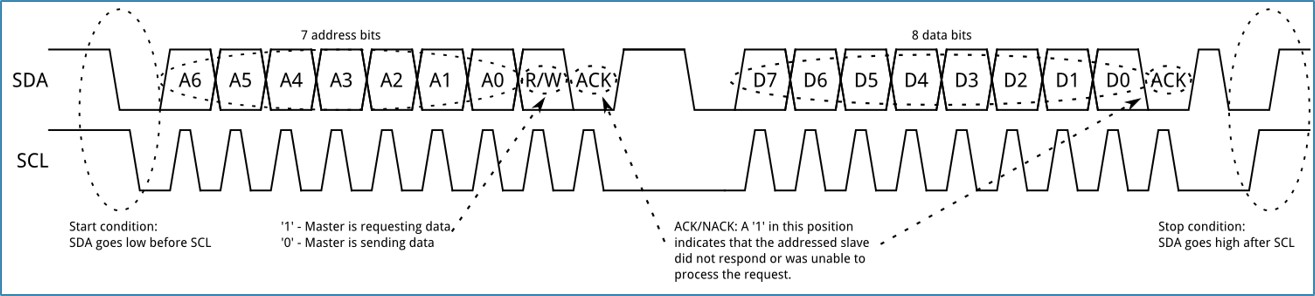 7 address bits
8 data bits
SDA
A6 A5 A4 A3 A2 A1 A0 R/W ACK
D7 D6 D5 D4 D3 D2 D1 D0 ACK
SCL
Start condition:
SDA goes low before SCL
'1' - Master is requesting data,
'0' - Master is sending data
ACK/NACK: A '1' in this position
indicates that the addressed slave
did not respond or was unable to
process the request.
Stop condition:
SDA goes high after SCL